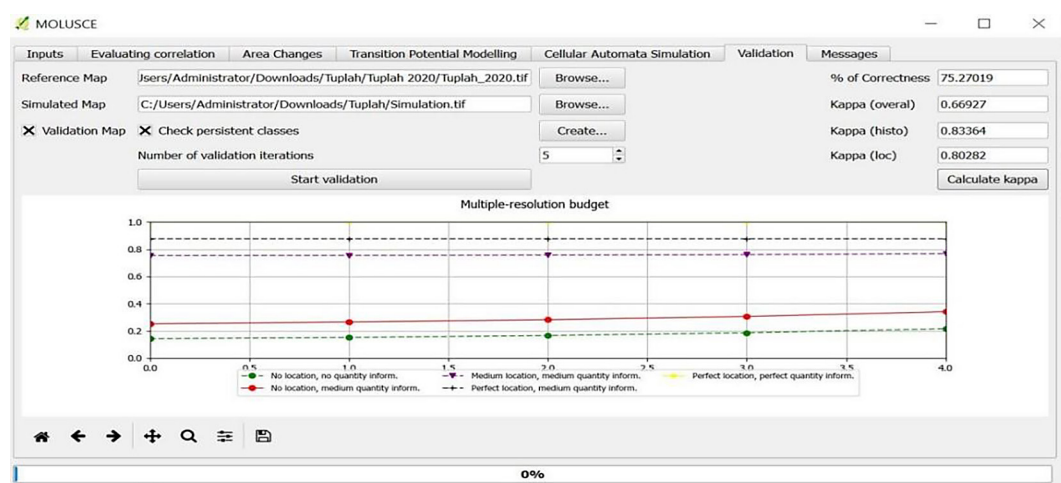 MOLUSCE
Inputs Evaluating correlation Area Changes Transition Potential Modelling Cellular Automata Simulation Validation Messages
Reference Map Jsers/Administrator/Downloads/Tuplah/Tuplah 2020/Tuplah_2020.tif Browse... % of Correctness 75.27019
Simulated Map C:/Users/Administrator/Downloads/Tuplah/Simulation.tif Browse... Kappa (overal) 0.66927
Validation Map Check persistent classes Create... Kappa (histo) 0.83364
Number of validation iterations 5 Kappa (loc) 0.80282
Start validation Calculate kappa
Multiple-resolution budget
1.0
0.8
0.6
0.4
0.2
0.0
0.0 0.5 1.0 1.5 2.0 2.5 3.0 3.5 4.0
No location, no quantity inform. Medium location, medium quantity inform. Perfect location, perfect quantity inform.
No location, medium quantity inform. Perfect location, medium quantity inform.
0%